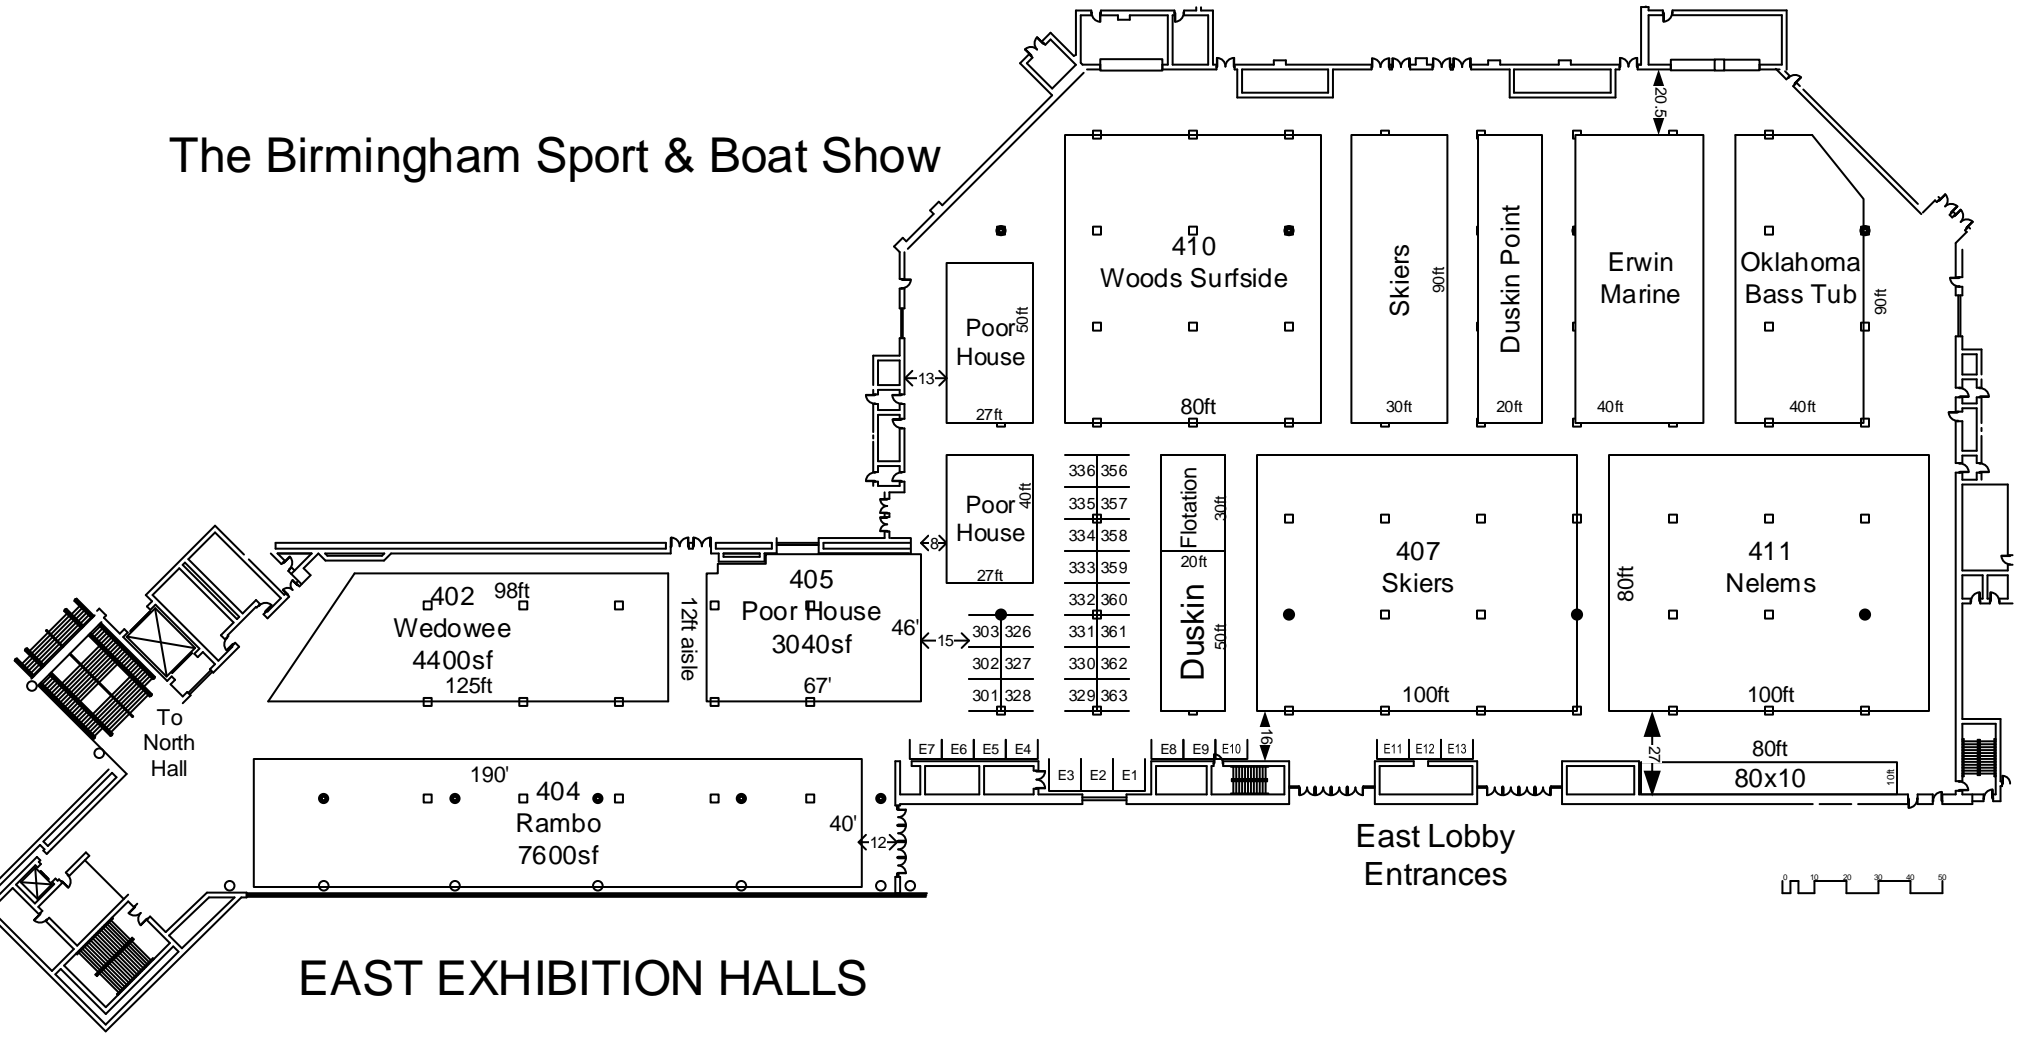 The Birmingham Sport & Boat Show
20.5
410
Woods Surfside
80ft
Skiers
90ft
30ft
Duskin Point
20ft
Erwin
Marine
40ft
Oklahoma
Bass Tub
90ft
40ft
Poor
House
50ft
27ft
13
Poor
House
40ft
27ft
8
336 356
335 357
334 358
333 359
332 360
331 361
330 362
329 363
303 326
302 327
301 328
Flotation
30ft
20ft
Duskin
50ft
407
Skiers
100ft
411
Nelems
80ft
100ft
402
98ft
Wedowee
4400sf
125ft
12ft aisle
405
Poor House
3040sf
46'
67'
15
To
North
Hall
E7 E6 E5 E4
E3 E2 E1
E8 E9 E10
16
E11 E12 E13
27
80ft
80x10
10ft
190'
404
Rambo
7600sf
40'
12
East Lobby
Entrances
0 10 20 30 40 50
EAST EXHIBITION HALLS